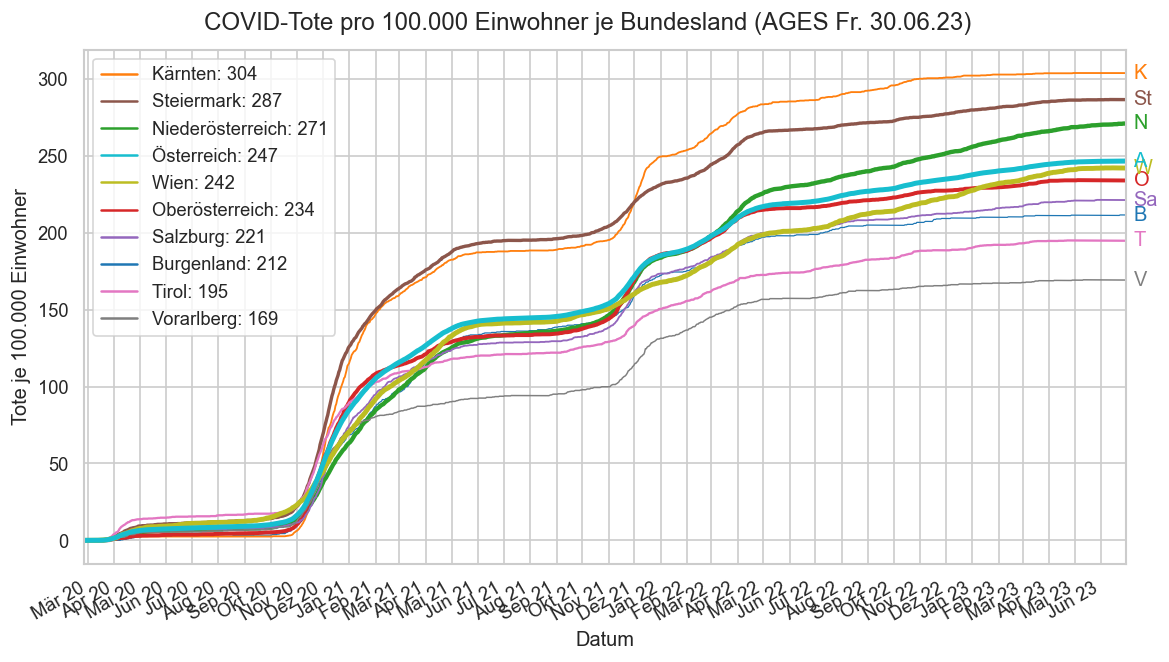 COVID-Tote pro 100.000 Einwohner je Bundesland (AGES Fr. 30.06.23)
Kärnten: 304
Steiermark: 287
Niederösterreich: 271
Österreich: 247
Wien: 242
Oberösterreich: 234
Salzburg: 221
Burgenland: 212
Tirol: 195
Vorarlberg: 169
Tote je 100.000 Einwohner
300
250
200
150
100
50
0
K
St
N
A
W
O
Sa
B
T
V
Mär 20
Apr 20
Mai 20
Jun 20
Jul 20
Aug 20
Sep 20
Okt 20
Nov 20
Dez 20
Jan 21
Feb 21
Mär 21
Apr 21
Mai 21
Jun 21
Jul 21
Aug 21
Sep 21
Okt 21
Nov 21
Dez 21
Jan 22
Feb 22
Mär 22
Apr 22
Mai 22
Jun 22
Jul 22
Aug 22
Sep 22
Okt 22
Nov 22
Dez 22
Jan 23
Feb 23
Mär 23
Apr 23
Mai 23
Jun 23
Datum